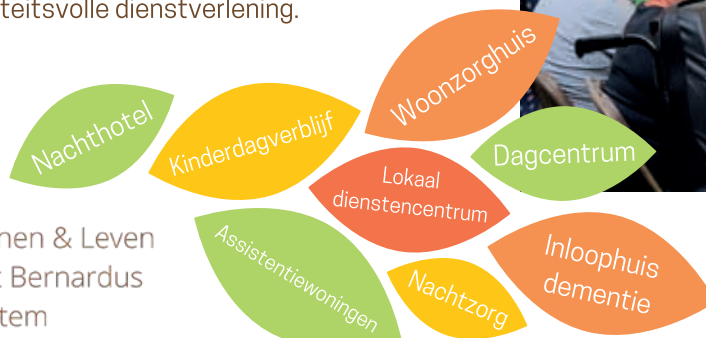 teitsvolle dienstverlening.
Woonzorghuis
Nachthotel
Kinderdagverblijf
Dagcentrum
Lokaal
dienstencentrum
Assistentiewoningen
Inloophuis
dementie
Nachtzorg
nen & Leven
t Bernardus
tem